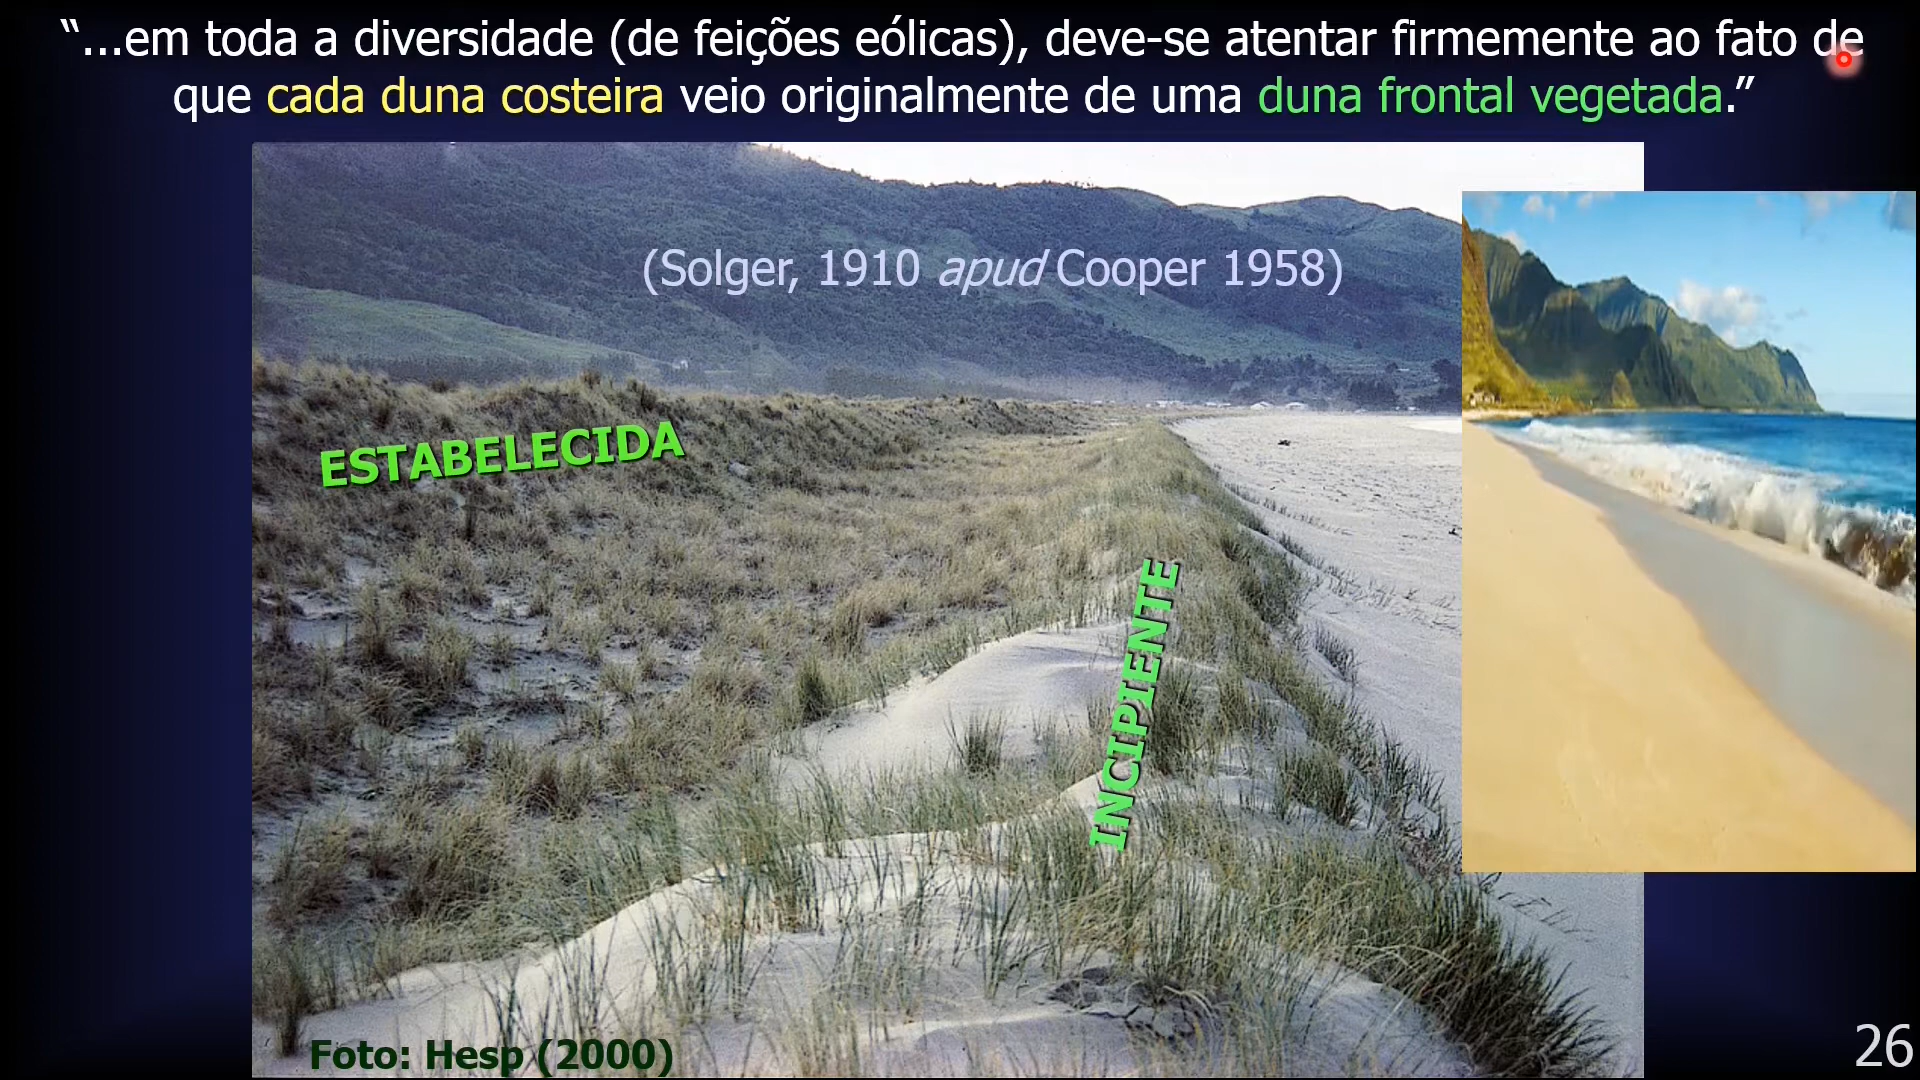 “...em toda a diversidade (de feições eólicas), deve-se atentar firmemente ao fato de
que cada duna costeira veio originalmente de uma duna frontal vegetada.”
(Solger, 1910 apud Cooper 1958)
ESTABELECIDA
INCIPIENTE
Foto: Hesp (2000)
26